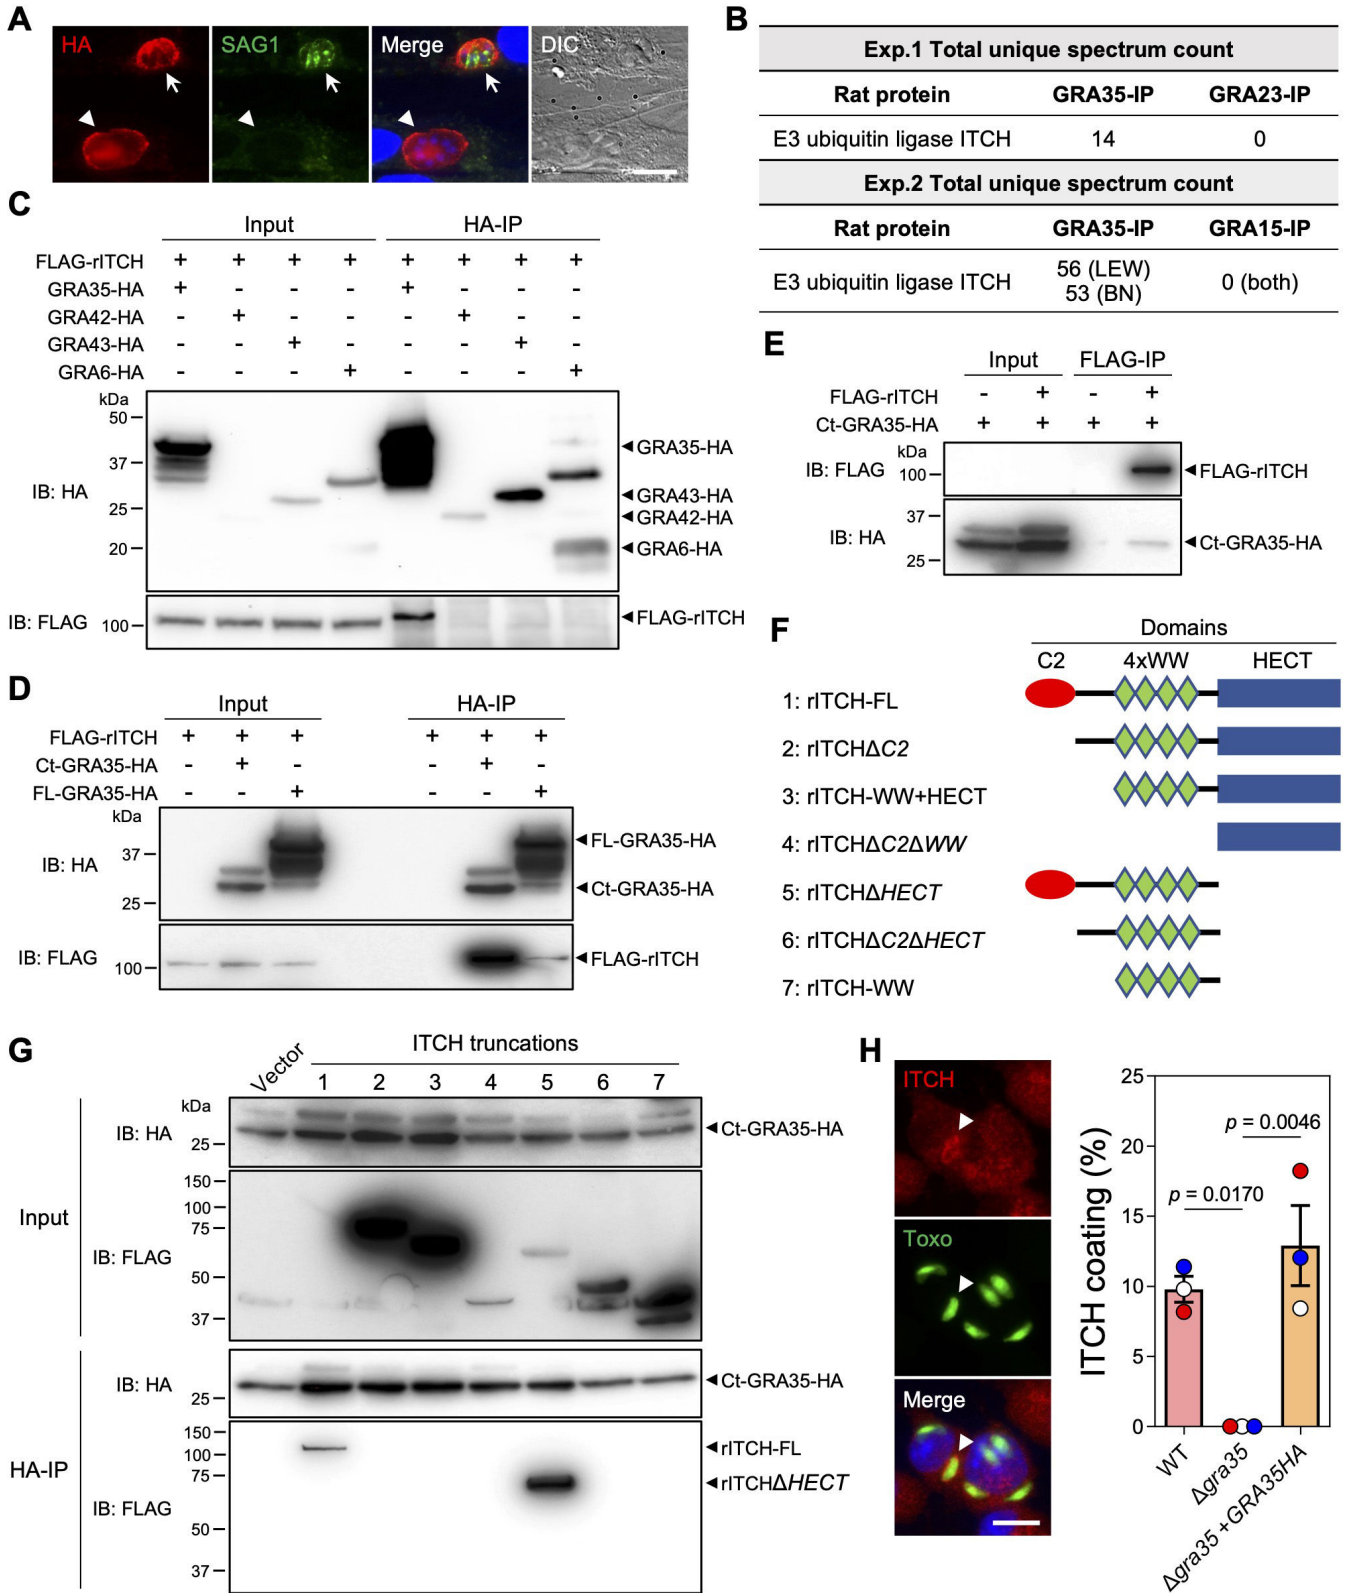 A
HA
SAG1
Merge
DIC
B
Exp.1 Total unique spectrum count
Rat protein GRA35-IP GRA23-IP
E3 ubiquitin ligase ITCH 14 0
Exp.2 Total unique spectrum count
Rat protein GRA35-IP GRA15-IP
E3 ubiquitin ligase ITCH 56 (LEW) 0 (both)
53 (BN)
C
Input HA-IP
FLAG-rITCH + + + + + + + +
GRA35-HA + - - - + - - -
GRA42-HA - + - - - + - -
GRA43-HA - - + - - - + -
GRA6-HA - - - + - - - +
kDa
50
37
25
20
IB: HA
GRA35-HA
GRA43-HA
GRA42-HA
GRA6-HA
IB: FLAG 100 FLAG-rITCH
D
Input HA-IP
FLAG-rITCH + + + + + +
Ct-GRA35-HA - + - - + -
FL-GRA35-HA - - + - - +
kDa
37
25
IB: HA
FL-GRA35-HA
Ct-GRA35-HA
IB: FLAG 100 FLAG-rITCH
E
Input FLAG-IP
FLAG-rITCH - + - +
Ct-GRA35-HA + + + +
kDa
IB: FLAG 100 FLAG-rITCH
37
IB: HA Ct-GRA35-HA
25
F
Domains
C2 4xWW HECT
1: rITCH-FL
2: rITCHΔC2
3: rITCH-WW+HECT
4: rITCHΔC2ΔWW
5: rITCHΔHECT
6: rITCHΔC2ΔHECT
7: rITCH-WW
G
ITCH truncations
Vector 1 2 3 4 5 6 7
Input
kDa
IB: HA 25 Ct-GRA35-HA
150
100
75
IB: FLAG
50
37
HA-IP
IB: HA 25 Ct-GRA35-HA
150
100
75
IB: FLAG
50
37
rITCH-FL
rITCHΔHECT
H
ITCH
Toxo
Merge
ITCH coating (%)
25
20
15
10
5
0
p = 0.0046
p = 0.0170
WT
Δgra35
Δgra35 +GRA35HA